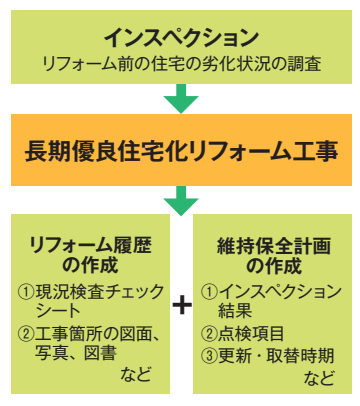 インスペクション
リフォーム前の住宅の劣化状況の調査
長期優良住宅化リフォーム工事
リフォーム履歴
の作成
①現況検査チェック
シート
②工事箇所の図面、
写真、図書
など
+
維持保全計画
の作成
①インスペクション
結果
②点検項目
③更新・取替時期
など